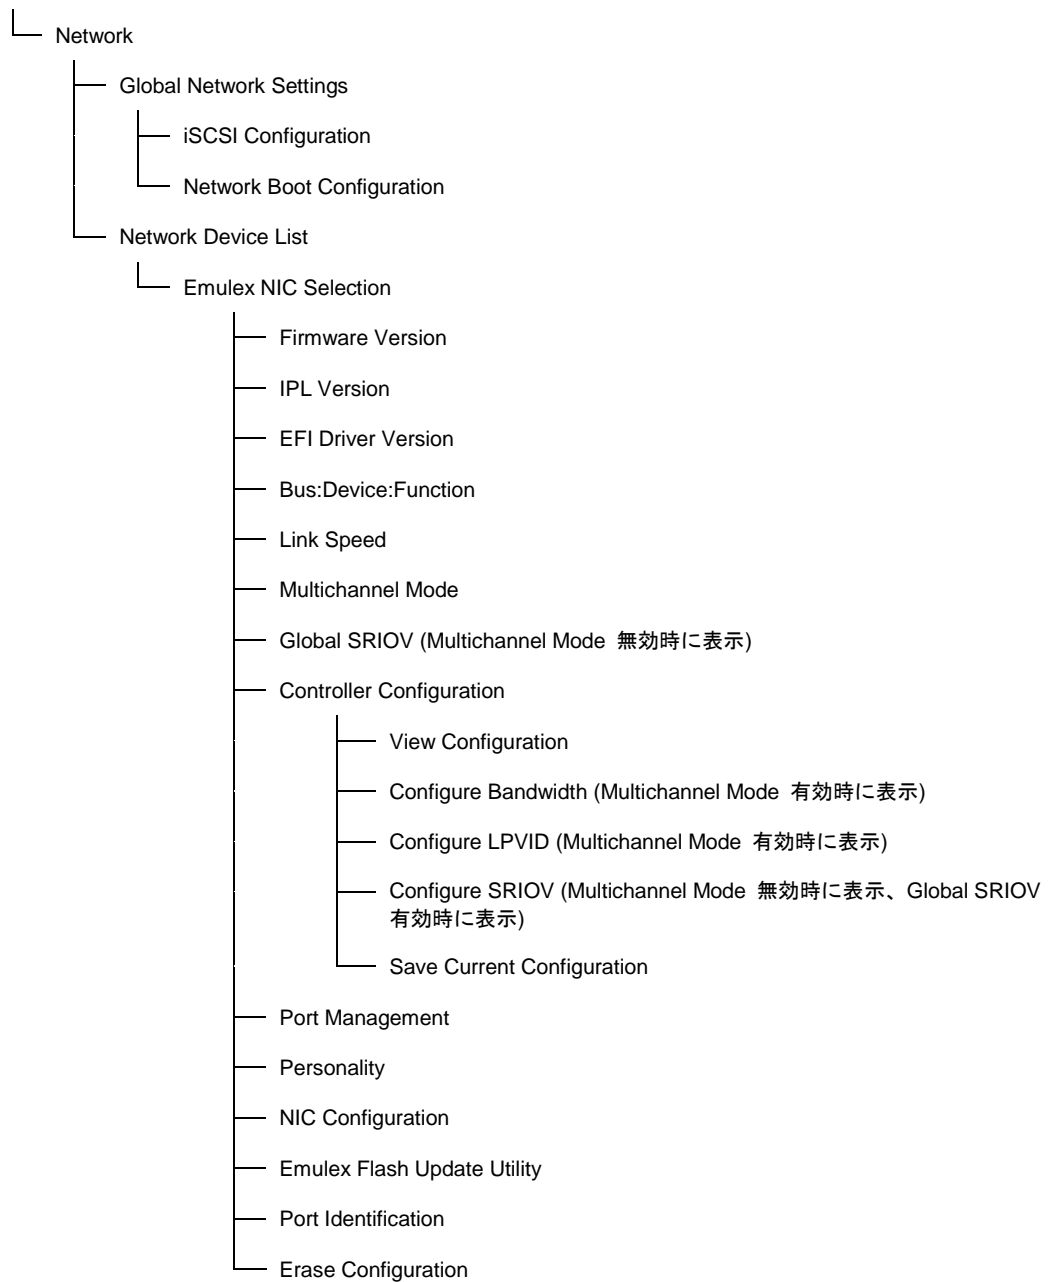 Network
Global Network Settings
iSCSI Configuration
Network Boot Configuration
Network Device List
Emulex NIC Selection
Firmware Version
IPL Version
EFI Driver Version
Bus:Device:Function
Link Speed
Multichannel Mode
Global SRIOV (Multichannel Mode 無効時に表示)
Controller Configuration
View Configuration
Configure Bandwidth (Multichannel Mode 有効時に表示)
Configure LPVID (Multichannel Mode 有効時に表示)
Configure SRIOV (Multichannel Mode 無効時に表示、Global SRIOV
有効時に表示)
Save Current Configuration
Port Management
Personality
NIC Configuration
Emulex Flash Update Utility
Port Identification
Erase Configuration